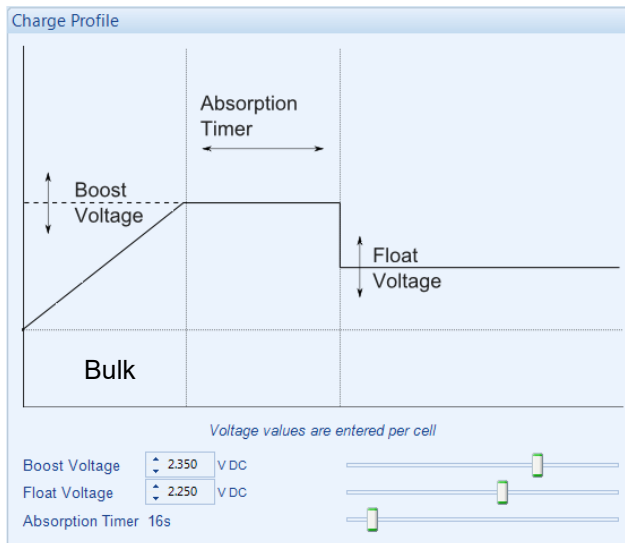 Charge Profile
Absorption
Timer
Boost
Voltage
Float
Voltage
Bulk
Voltage values are entered per cell
Boost Voltage 2.350 V DC
Float Voltage 2.250 V DC
Absorption Timer 16s